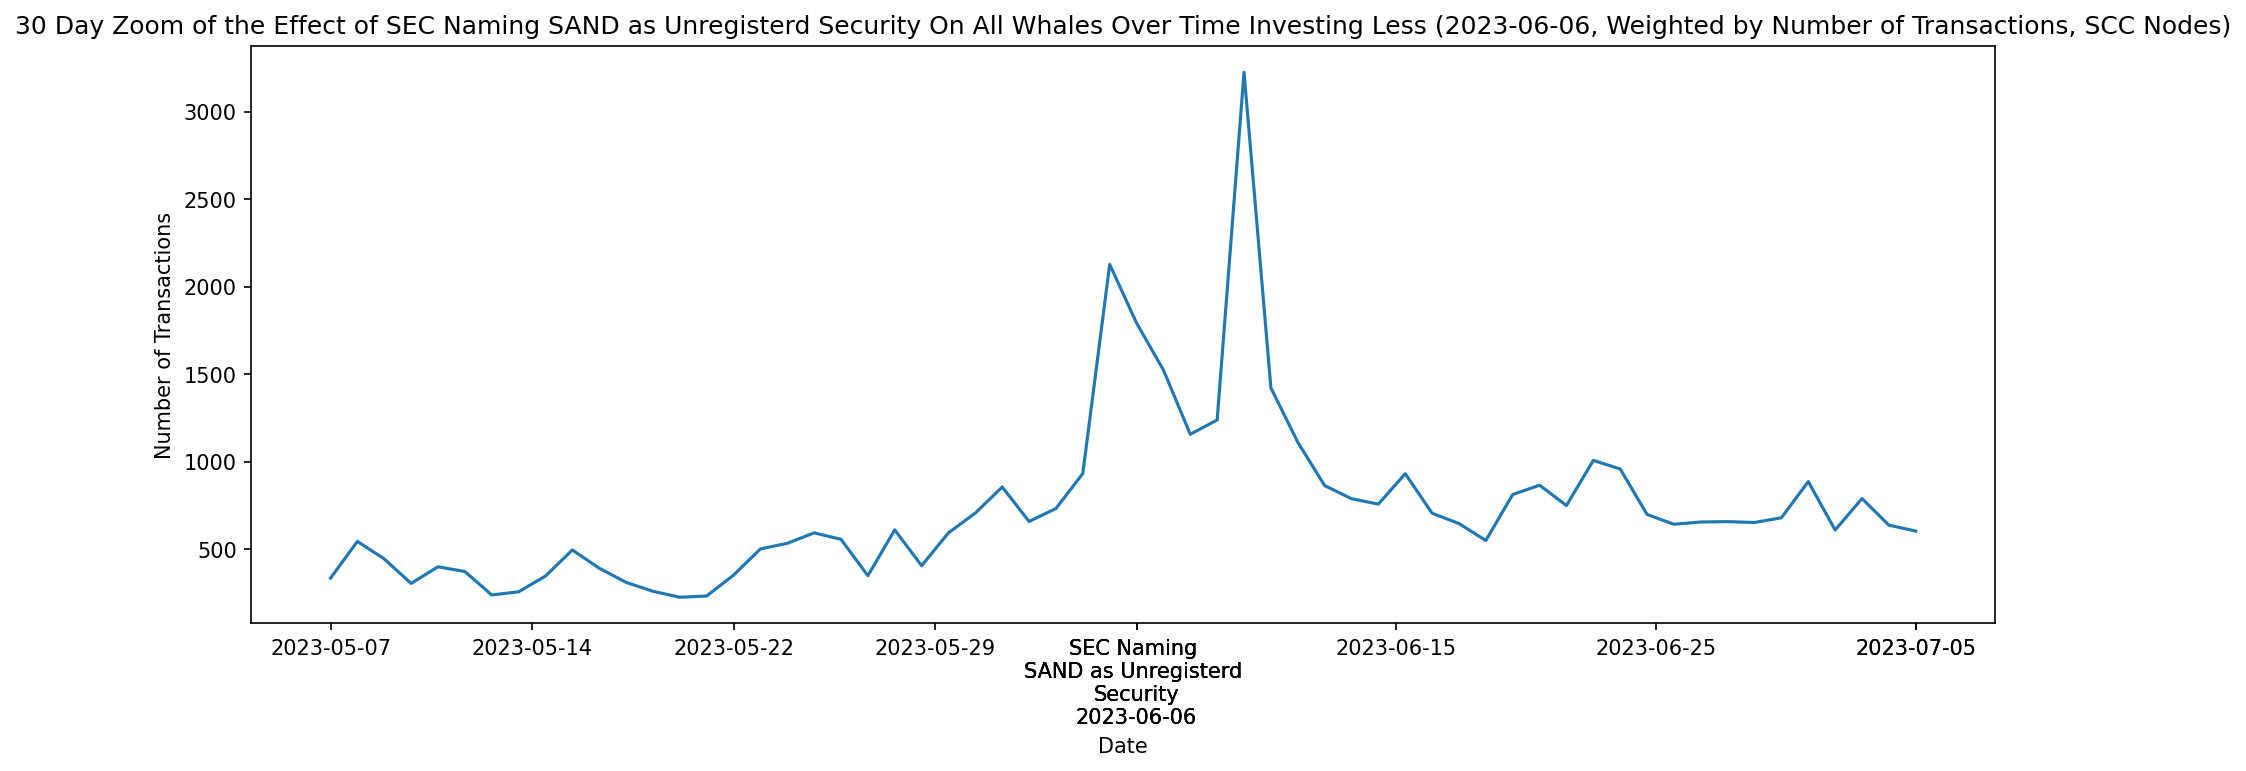 30 Day Zoom of the Effect of SEC Naming SAND as Unregisterd Security On All Whales Over Time Investing Less (2023-06-06, Weighted by Number of Transactions, SCC Nodes)
Number of Transactions
3000
2500
2000
1500
1000
500
2023-05-07
2023-05-14
2023-05-22
2023-05-29
SEC Naming
SAND as Unregisterd
Security
2023-06-06
2023-06-15
2023-06-25
2023-07-05
Date